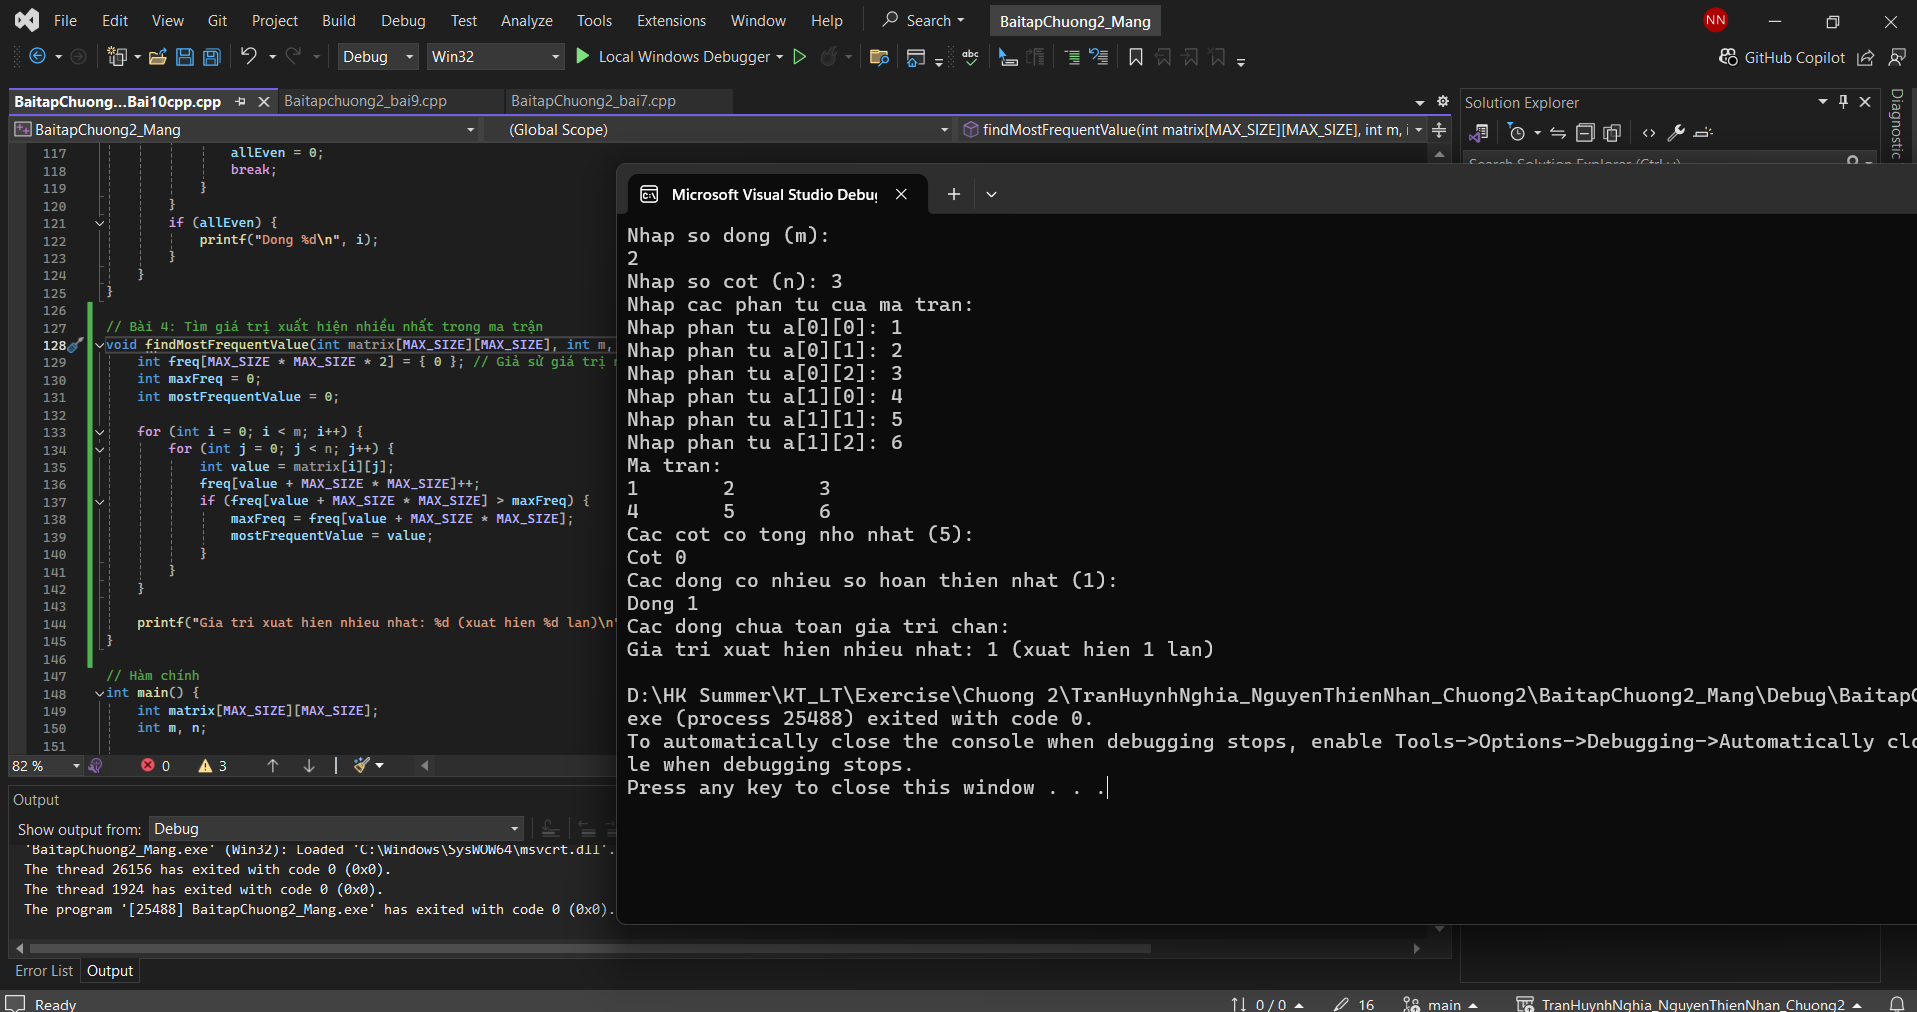 File Edit View Git Project Build Debug Test Analyze Tools Extensions Window Help Search BaitapChuong2_Mang NN
Debug Win32 Local Windows Debugger GitHub Copilot
BaitapChuong...Bai10cpp.cpp Baitapchuong2_bai9.cpp BaitapChuong2_bai7.cpp
BaitapChuong2_Mang (Global Scope) findMostFrequentValue(int matrix[MAX_SIZE][MAX_SIZE], int m, i
117 allEven = 0;
118 break;
119 }
120 }
121 if (allEven) {
122 printf("Dong %d\n", i);
123 }
124 }
125 }
126
127 // Bài 4: Tìm giá trị xuất hiện nhiều nhất trong ma trận
128 void findMostFrequentValue(int matrix[MAX_SIZE][MAX_SIZE], int m,
129 int freq[MAX_SIZE * MAX_SIZE * 2] = { 0 }; // Giả sử giá trị
130 int maxFreq = 0;
131 int mostFrequentValue = 0;
132
133 for (int i = 0; i < m; i++) {
134 for (int j = 0; j < n; j++) {
135 int value = matrix[i][j];
136 freq[value + MAX_SIZE * MAX_SIZE]++;
137 if (freq[value + MAX_SIZE * MAX_SIZE] > maxFreq) {
138 maxFreq = freq[value + MAX_SIZE * MAX_SIZE];
139 mostFrequentValue = value;
140 }
141 }
142 }
143
144 printf("Gia tri xuat hien nhieu nhat: %d (xuat hien %d lan)\n"
145 }
146
147 // Hàm chính
148 int main() {
149 int matrix[MAX_SIZE][MAX_SIZE];
150 int m, n;
151
82 % 0 3
Output
Show output from: Debug
'BaitapChuong2_Mang.exe' (Win32): Loaded 'C:\Windows\SysWOW64\msvcrt.dll'.
The thread 26156 has exited with code 0 (0x0).
The thread 1924 has exited with code 0 (0x0).
The program '[25488] BaitapChuong2_Mang.exe' has exited with code 0 (0x0).
Error List Output
Microsoft Visual Studio Debug
Nhap so dong (m):
2
Nhap so cot (n): 3
Nhap cac phan tu cua ma tran:
Nhap phan tu a[0][0]: 1
Nhap phan tu a[0][1]: 2
Nhap phan tu a[0][2]: 3
Nhap phan tu a[1][0]: 4
Nhap phan tu a[1][1]: 5
Nhap phan tu a[1][2]: 6
Ma tran:
1 2 3
4 5 6
Cac cot co tong nho nhat (5):
Cot 0
Cac dong co nhieu so hoan thien nhat (1):
Dong 1
Cac dong chua toan gia tri chan:
Gia tri xuat hien nhieu nhat: 1 (xuat hien 1 lan)
D:\HK Summer\KT_LT\Exercise\Chuong 2\TranHuynhNghia_NguyenThienNhan_Chuong2\BaitapChuong2_Mang\Debug\BaitapC
exe (process 25488) exited with code 0.
To automatically close the console when debugging stops, enable Tools->Options->Debugging->Automatically clo
le when debugging stops.
Press any key to close this window . . .
Solution Explorer
Search Solution Explorer (Ctrl+;)
Diagnostic
Ready 0 / 0 16 main TranHuynhNghia_NguyenThienNhan_Chuong2